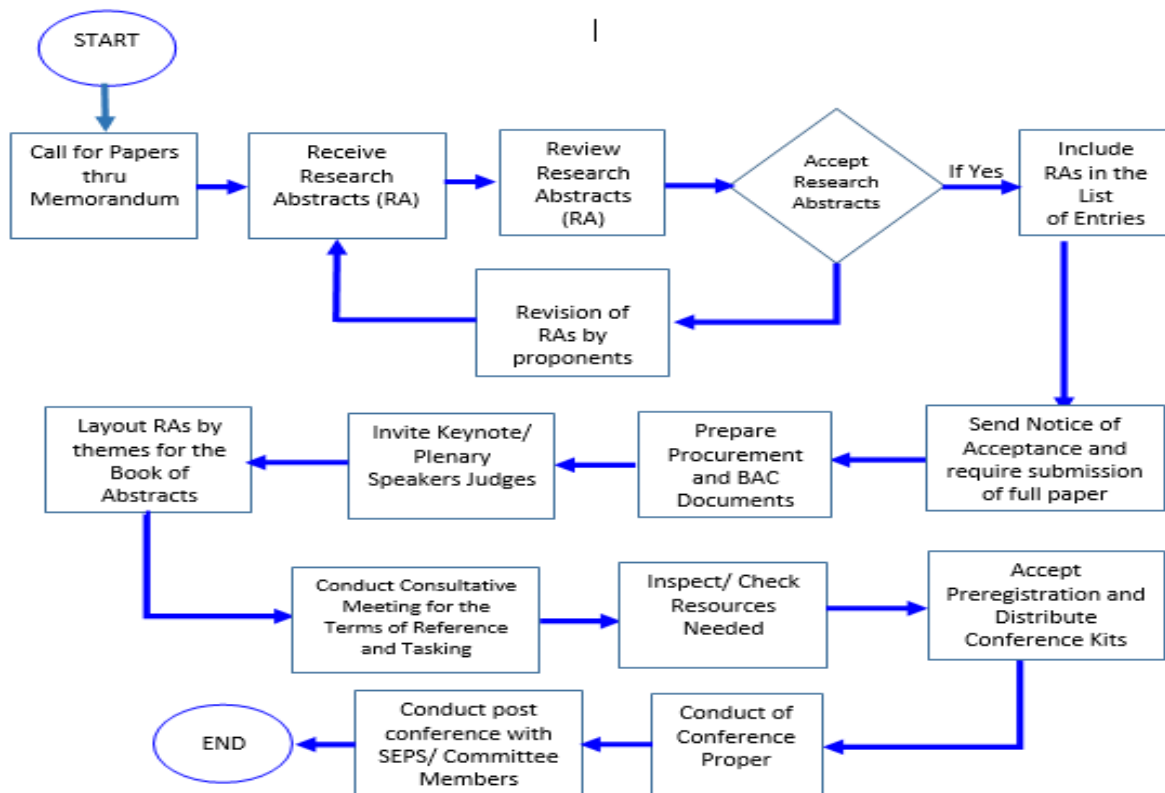 START
Call for Papers
thru
Memorandum
Receive
Research
Abstracts (RA)
Review
Research
Abstracts
(RA)
Accept
Research
Abstracts
If Yes
Include
RAs in the
List
of Entries
Revision of
RAs by
proponents
Send Notice of
Acceptance and
require submission
of full paper
Prepare
Procurement
and BAC
Documents
Invite Keynote/
Plenary
Speakers Judges
Layout RAs by
themes for the
Book of
Abstracts
Conduct Consultative
Meeting for the
Terms of Reference
and Tasking
Inspect/ Check
Resources
Needed
Accept
Preregistration and
Distribute
Conference Kits
Conduct of
Conference
Proper
Conduct post
conference with
SEPS/ Committee
Members
END